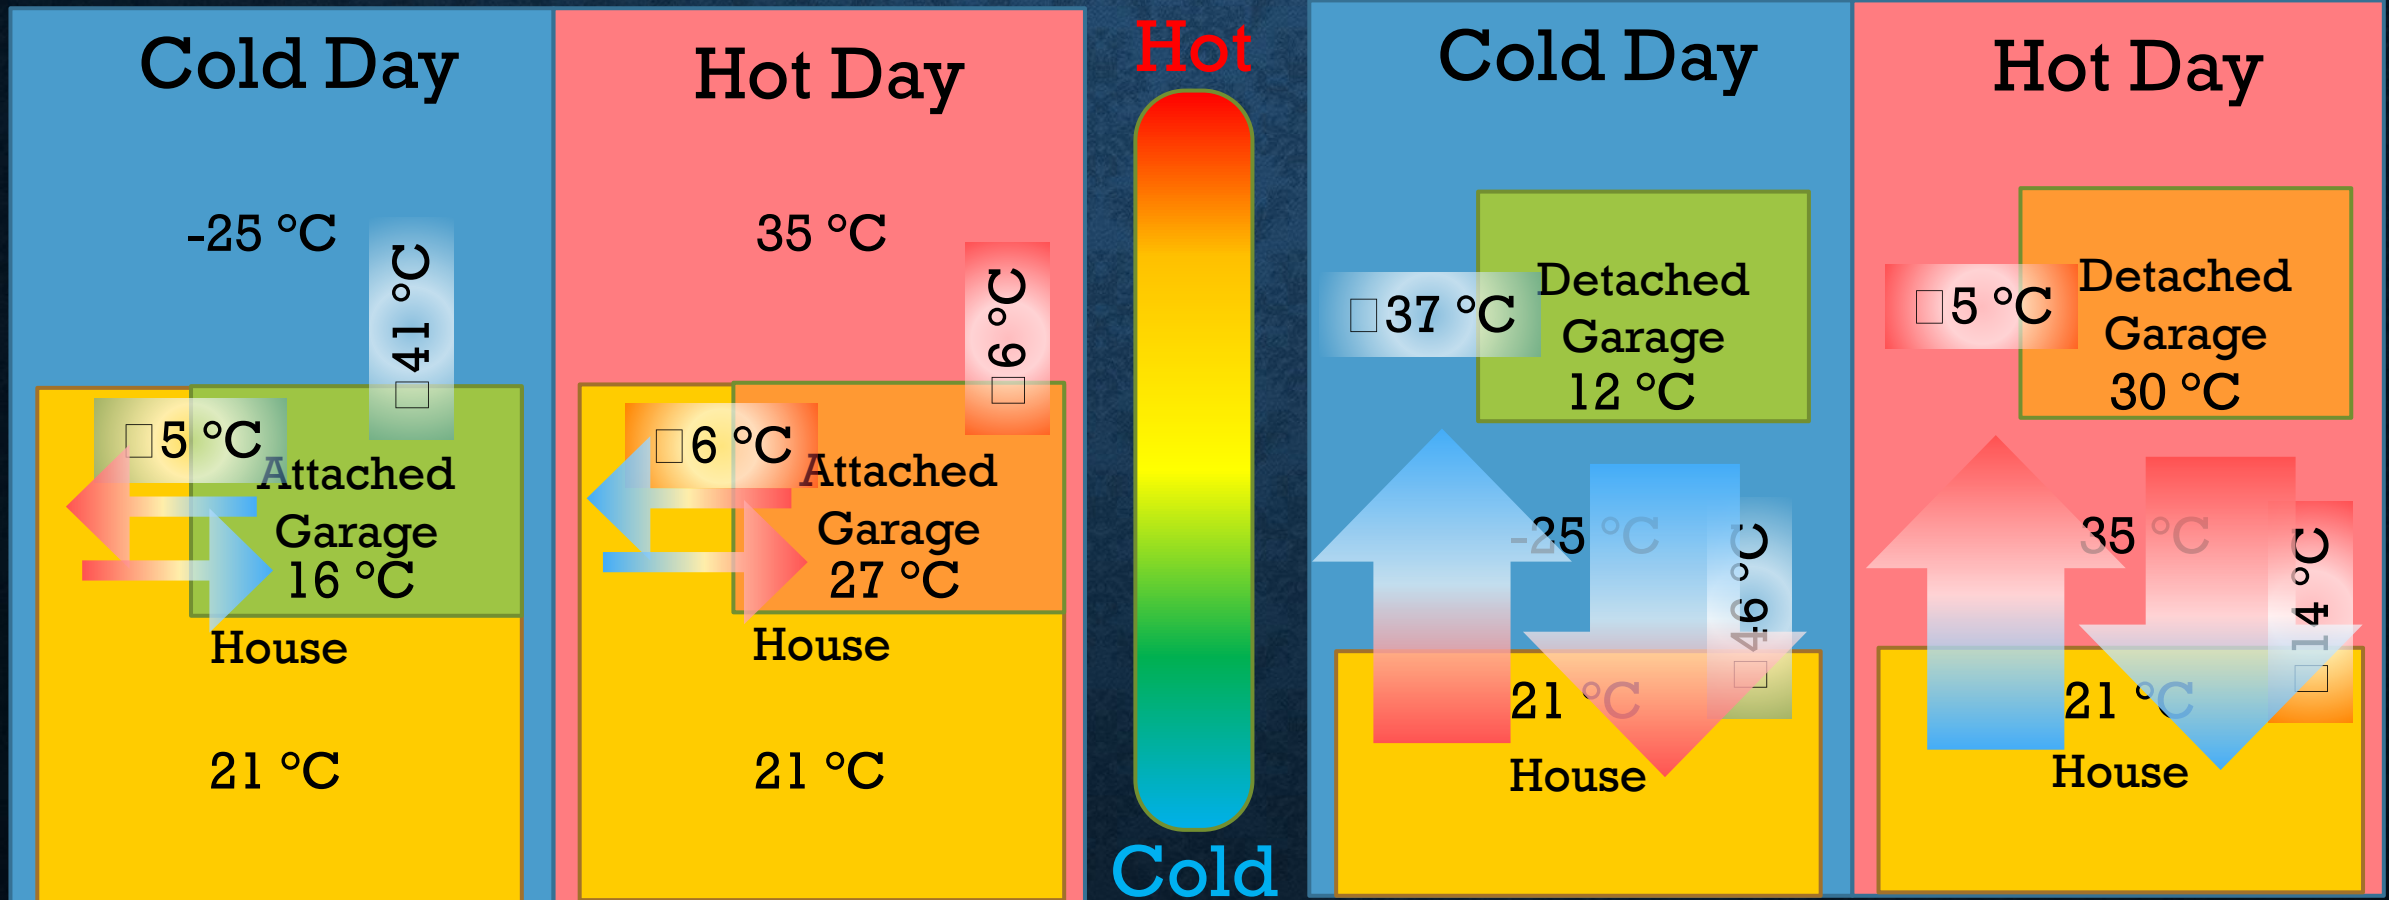 Cold Day
-25 °C
□41 °C
□5 °C
Attached
Garage
16 °C
House
21 °C
Hot Day
35 °C
□6 °C
□6 °C
Attached
Garage
27 °C
House
21 °C
Hot
Cold
Cold Day
Detached
Garage
12 °C
□37 °C
-25 °C
□46 °C
21 °C
House
Hot Day
Detached
Garage
30 °C
□5 °C
35 °C
□14 °C
21 °C
House